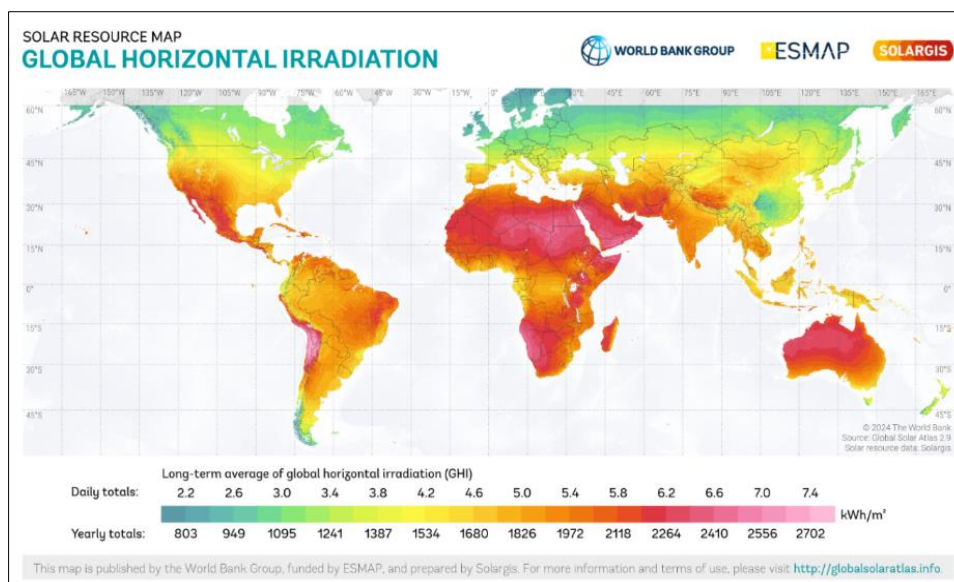 SOLAR RESOURCE MAP
GLOBAL HORIZONTAL IRRADIATION
WORLD BANK GROUP
ESMAP
SOLARGIS
165°W 150°W 135°W 120°W 105°W 90°W 75°W 60°W 45°W 30°W 15°W 0° 15°E 30°E 45°E 60°E 75°E 90°E 105°E 120°E 135°E 150°E 165°E
60°N 60°N
45°N 45°N
30°N 30°N
15°N 15°N
0° 0°
15°S 15°S
30°S 30°S
45°S 45°S
© 2024 The World Bank
Source: Global Solar Atlas 2.9
Solar resource data: Solargis
Long-term average of global horizontal irradiation (GHI)
Daily totals: 2.2 2.6 3.0 3.4 3.8 4.2 4.6 5.0 5.4 5.8 6.2 6.6 7.0 7.4
kWh/m²
Yearly totals: 803 949 1095 1241 1387 1534 1680 1826 1972 2118 2264 2410 2556 2702
This map is published by the World Bank Group, funded by ESMAP, and prepared by Solargis. For more information and terms of use, please visit http://globalsolaratlas.info.